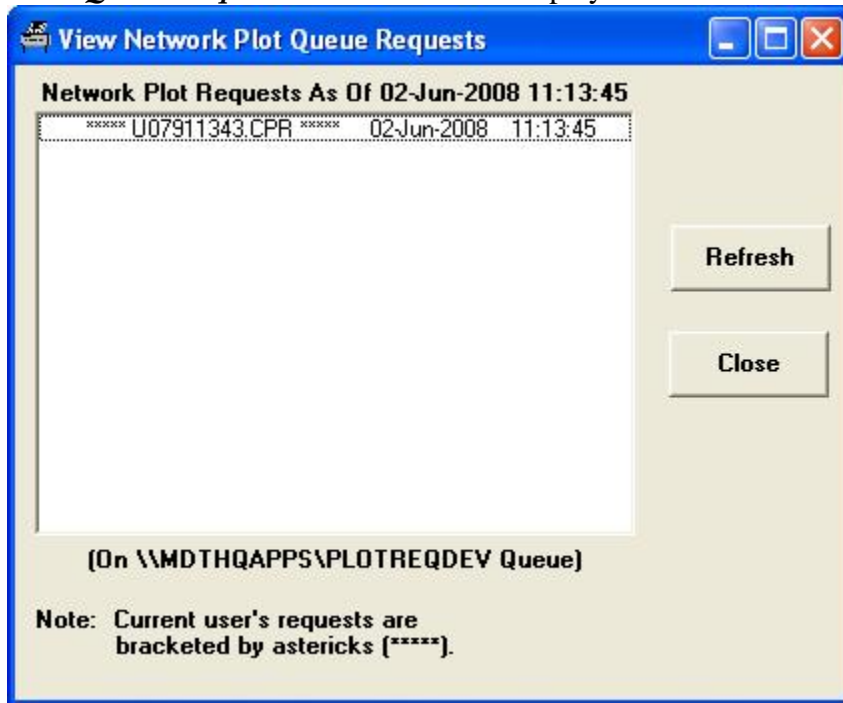 View Network Plot Queue Requests
Network Plot Requests As Of 02-Jun-2008 11:13:45
***** U07911343.CPR ***** 02-Jun-2008 11:13:45
Refresh
Close
(On \\MDTHQAPPS\PLOTREQDEV Queue)
Note: Current user's requests are
bracketed by astericks (*****).